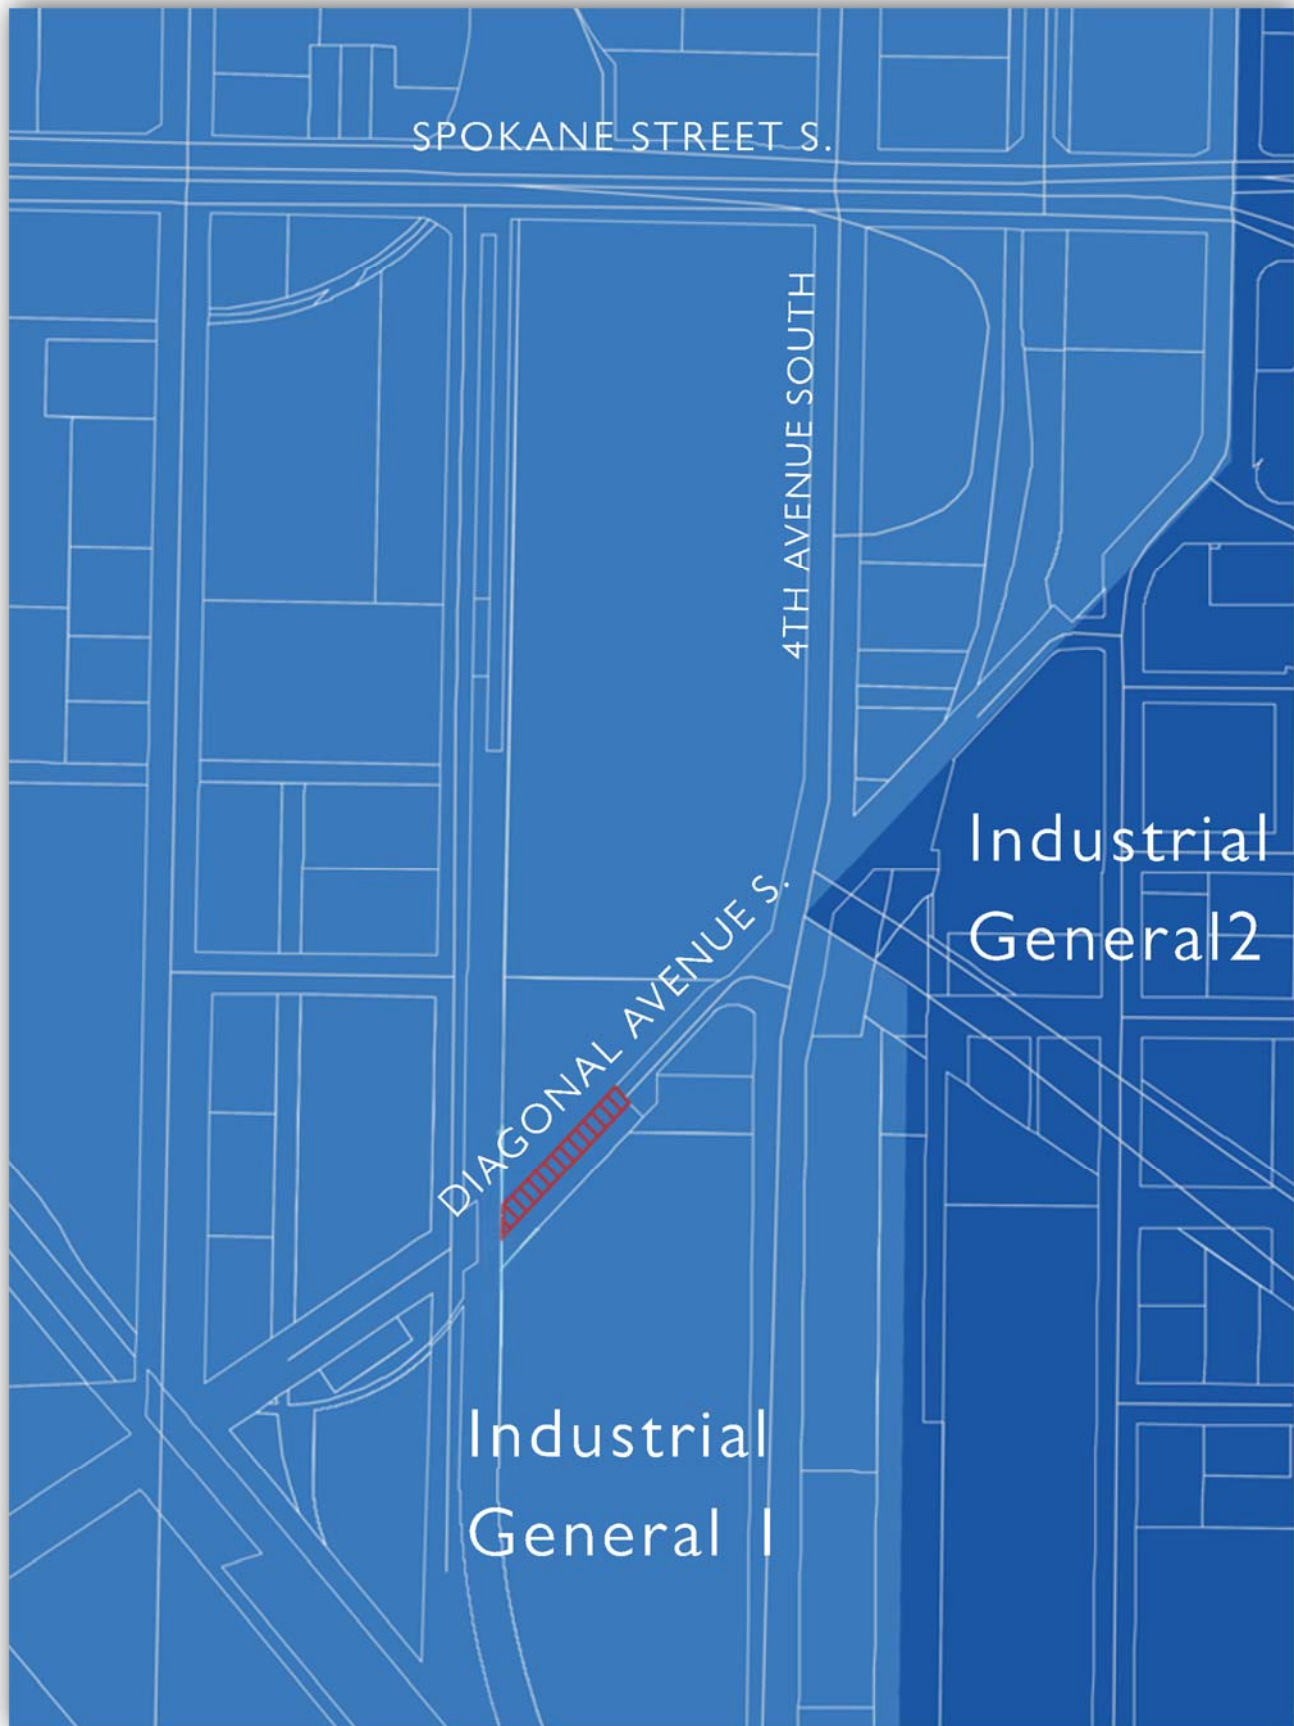 SPOKANE STREET S.
4TH AVENUE SOUTH
Industrial
General2
DIAGONAL AVENUE S.
Industrial
General 1